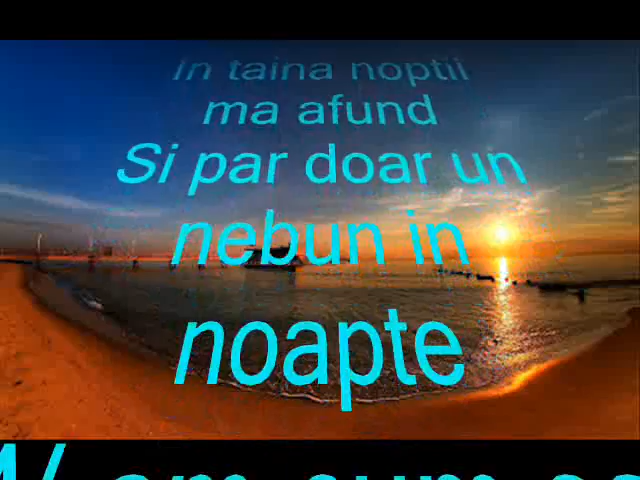 in taina noptii
ma afund
Si par doar un
nebun in
noapte